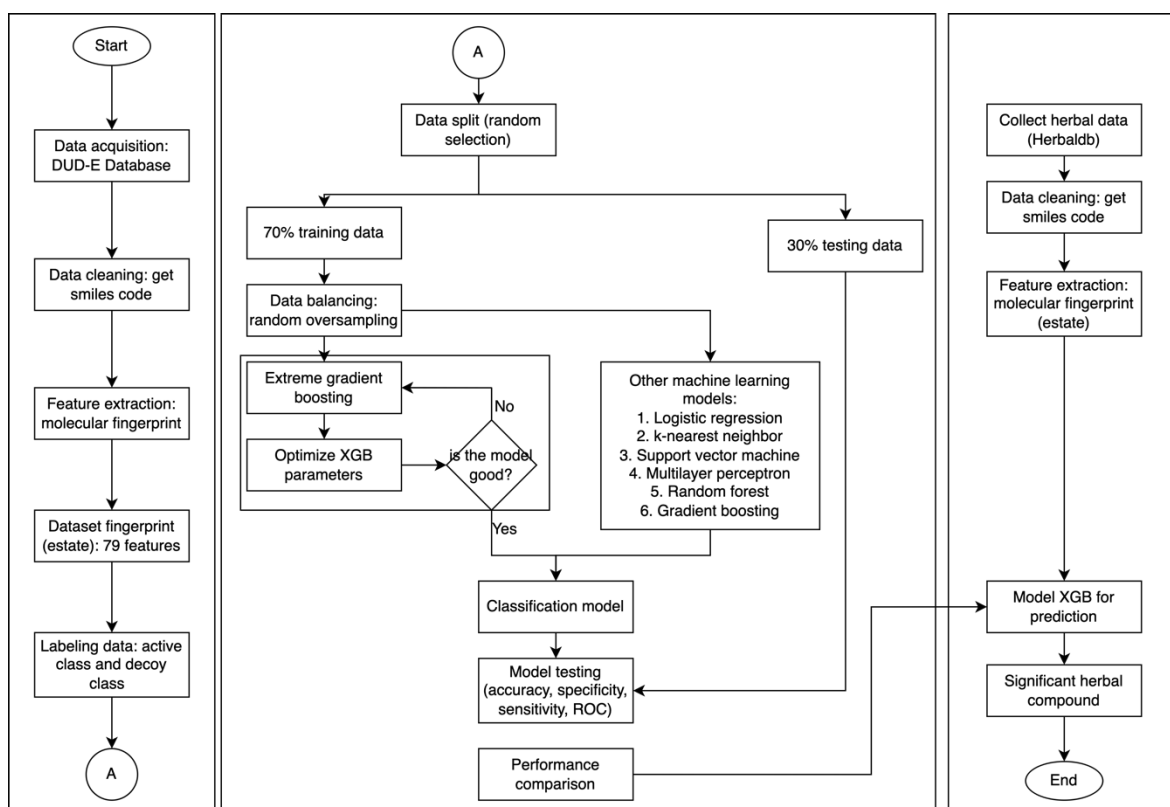 Start
Data acquisition:
DUD-E Database
Data cleaning: get
smiles code
Feature extraction:
molecular fingerprint
Dataset fingerprint
(estate): 79 features
Labeling data: active
class and decoy
class
A
A
Data split (random
selection)
70% training data
30% testing data
Data balancing:
random oversampling
Extreme gradient
boosting
No
Optimize XGB
parameters
is the model
good?
Yes
Other machine learning
models:
1. Logistic regression
2. k-nearest neighbor
3. Support vector machine
4. Multilayer perceptron
5. Random forest
6. Gradient boosting
Classification model
Model testing
(accuracy, specificity,
sensitivity, ROC)
Performance
comparison
Collect herbal data
(Herbaldb)
Data cleaning: get
smiles code
Feature extraction:
molecular fingerprint
(estate)
Model XGB for
prediction
Significant herbal
compound
End